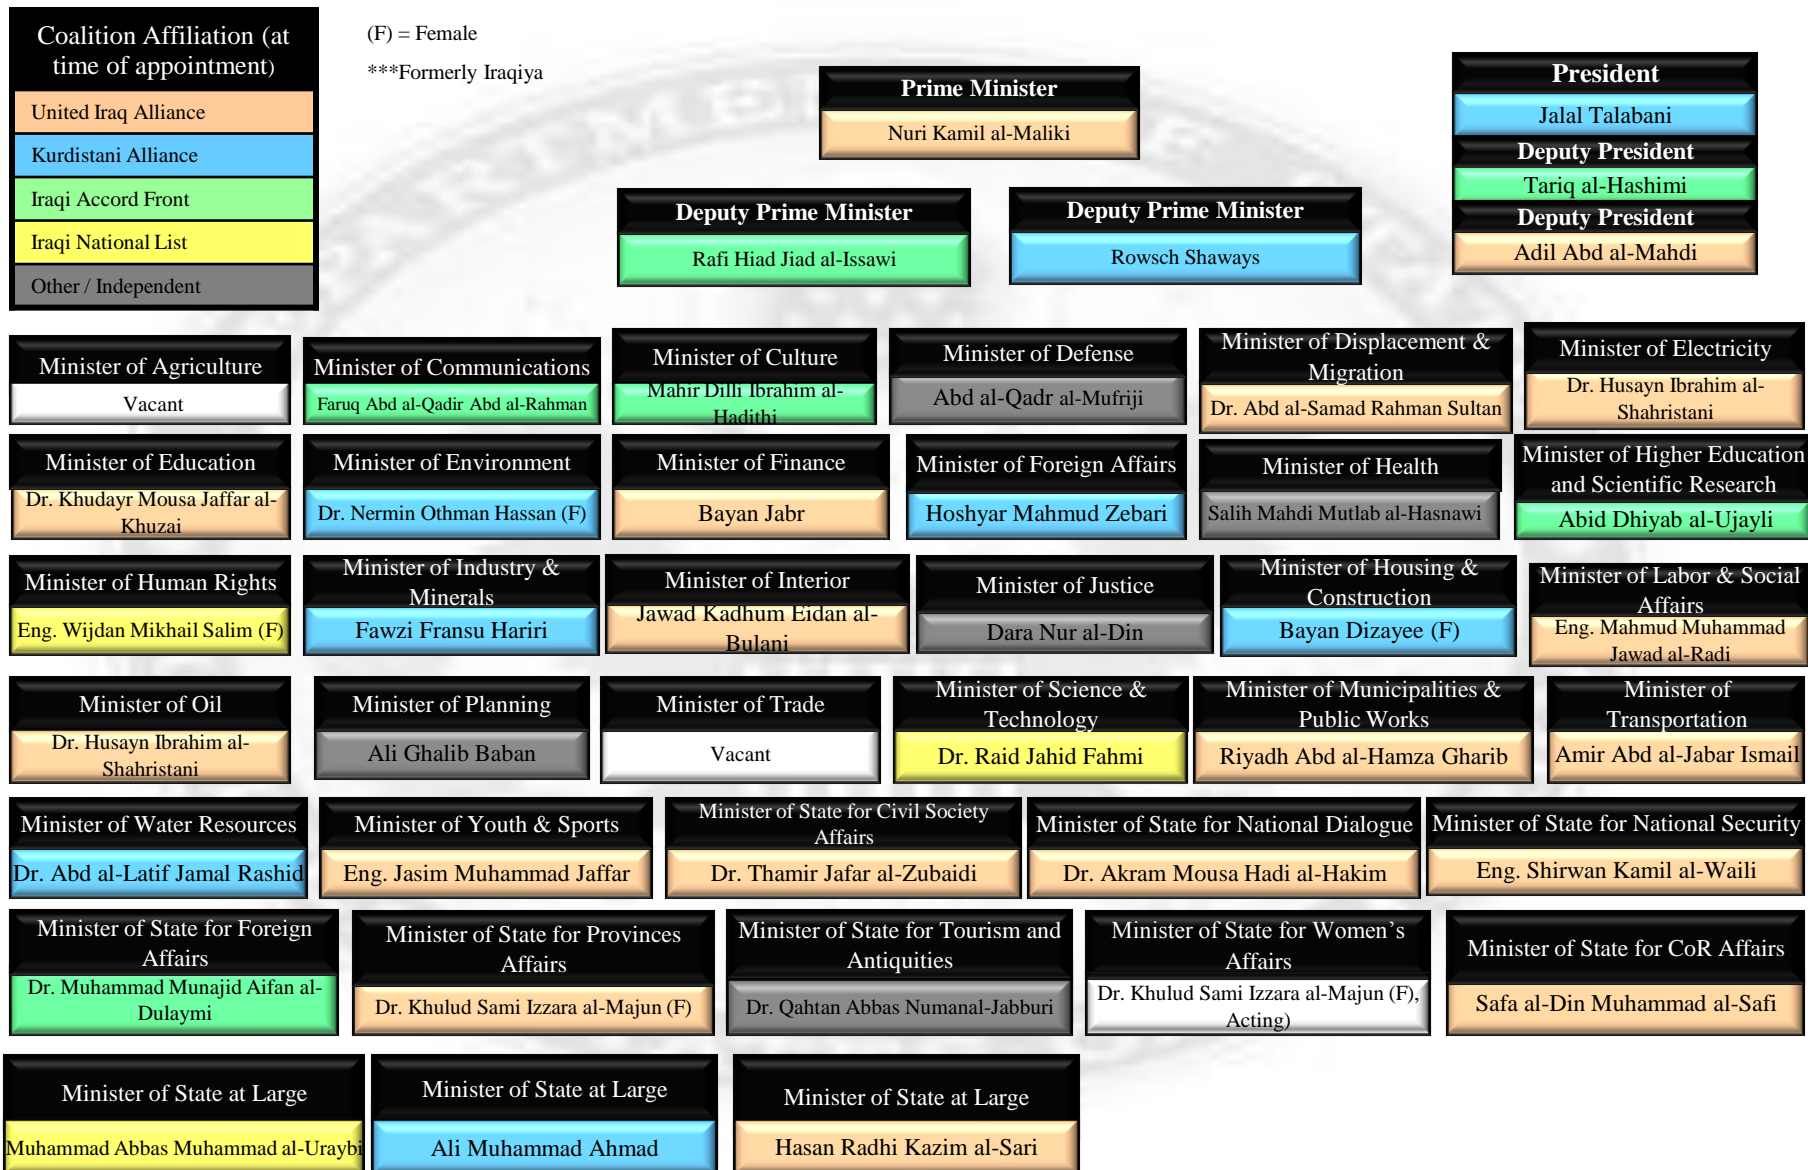 Coalition Affiliation (at
time of appointment)
United Iraq Alliance
Kurdistani Alliance
Iraqi Accord Front
Iraqi National List
Other / Independent
(F) = Female
***Formerly Iraqiya
Prime Minister
Nuri Kamil al-Maliki
President
Jalal Talabani
Deputy President
Tariq al-Hashimi
Deputy President
Adil Abd al-Mahdi
Deputy Prime Minister
Rafi Hiad Jiad al-Issawi
Deputy Prime Minister
Rowsch Shaways
Minister of Agriculture
Vacant
Minister of Communications
Faruq Abd al-Qadir Abd al-Rahman
Minister of Culture
Mahir Dilli Ibrahim al-
Hadithi
Minister of Defense
Abd al-Qadr al-Mufriji
Minister of Displacement &
Migration
Dr. Abd al-Samad Rahman Sultan
Minister of Electricity
Dr. Husayn Ibrahim al-
Shahristani
Minister of Education
Dr. Khudayr Mousa Jaffar al-
Khuzai
Minister of Environment
Dr. Nermin Othman Hassan (F)
Minister of Finance
Bayan Jabr
Minister of Foreign Affairs
Hoshyar Mahmud Zebari
Minister of Health
Salih Mahdi Mutlab al-Hasnawi
Minister of Higher Education
and Scientific Research
Abid Dhiyab al-Ujayli
Minister of Human Rights
Eng. Wijdan Mikhail Salim (F)
Minister of Industry &
Minerals
Fawzi Fransu Hariri
Minister of Interior
Jawad Kadhum Eidan al-
Bulani
Minister of Justice
Dara Nur al-Din
Minister of Housing &
Construction
Bayan Dizayee (F)
Minister of Labor & Social
Affairs
Eng. Mahmud Muhammad
Jawad al-Radi
Minister of Oil
Dr. Husayn Ibrahim al-
Shahristani
Minister of Planning
Ali Ghalib Baban
Minister of Trade
Vacant
Minister of Science &
Technology
Dr. Raid Jahid Fahmi
Minister of Municipalities &
Public Works
Riyadh Abd al-Hamza Gharib
Minister of
Transportation
Amir Abd al-Jabar Ismail
Minister of Water Resources
Dr. Abd al-Latif Jamal Rashid
Minister of Youth & Sports
Eng. Jasim Muhammad Jaffar
Minister of State for Civil Society
Affairs
Dr. Thamir Jafar al-Zubaidi
Minister of State for National Dialogue
Dr. Akram Mousa Hadi al-Hakim
Minister of State for National Security
Eng. Shirwan Kamil al-Waili
Minister of State for Foreign
Affairs
Dr. Muhammad Munajid Aifan al-
Dulaymi
Minister of State for Provinces
Affairs
Dr. Khulud Sami Izzara al-Majun (F)
Minister of State for Tourism and
Antiquities
Dr. Qahtan Abbas Numanal-Jabburi
Minister of State for Women's
Affairs
Dr. Khulud Sami Izzara al-Majun (F),
Acting)
Minister of State for CoR Affairs
Safa al-Din Muhammad al-Safi
Minister of State at Large
Muhammad Abbas Muhammad al-Uraybi
Minister of State at Large
Ali Muhammad Ahmad
Minister of State at Large
Hasan Radhi Kazim al-Sari